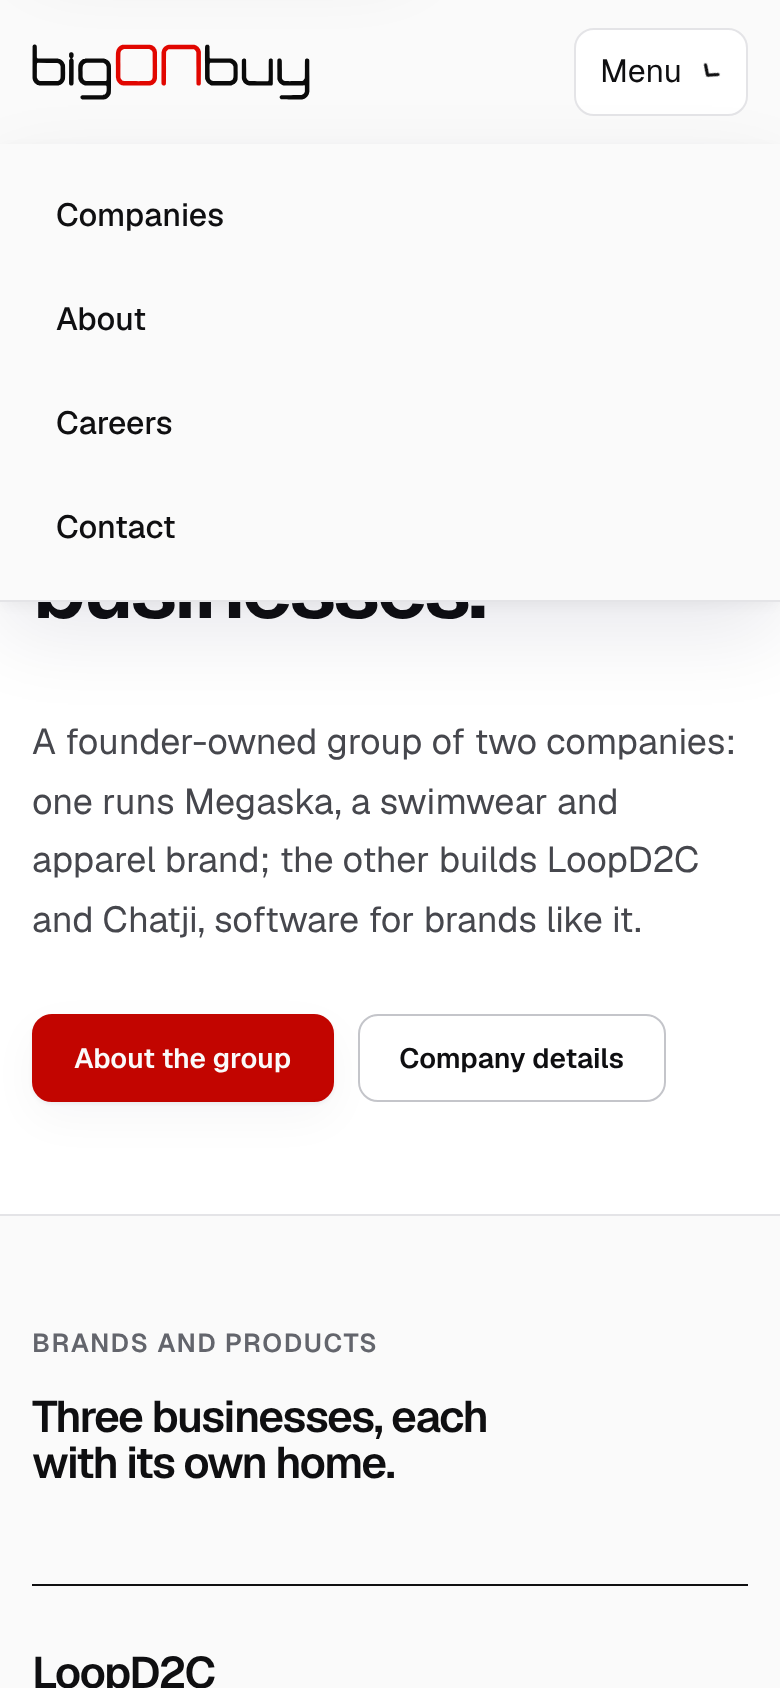 bigonbuy
Menu
Companies
About
Careers
Contact
businesses.
A founder-owned group of two companies:
one runs Megaska, a swimwear and
apparel brand; the other builds LoopD2C
and Chatji, software for brands like it.
About the group
Company details
BRANDS AND PRODUCTS
Three businesses, each
with its own home.
LoopD2C